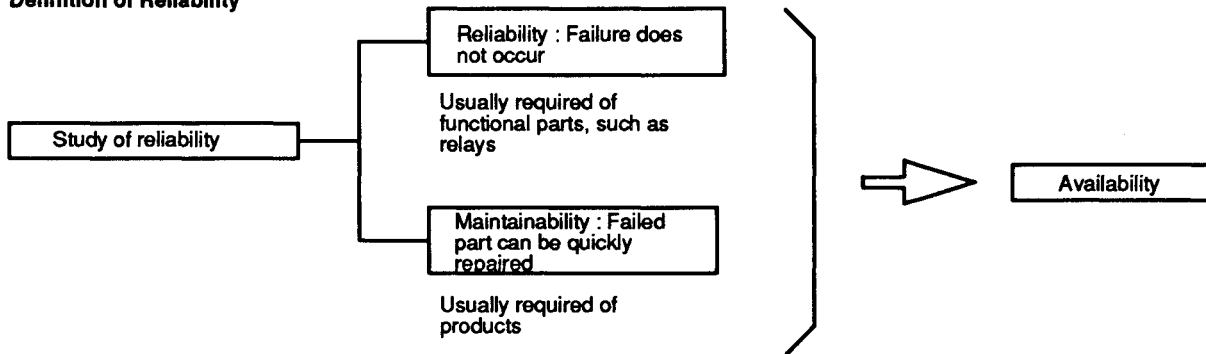 Definition of Reliability
Reliability : Failure does
not occur
Usually required of
functional parts, such as
relays
Study of reliability
Maintainability : Failed
part can be quickly
repaired
Usually required of
products
Availability